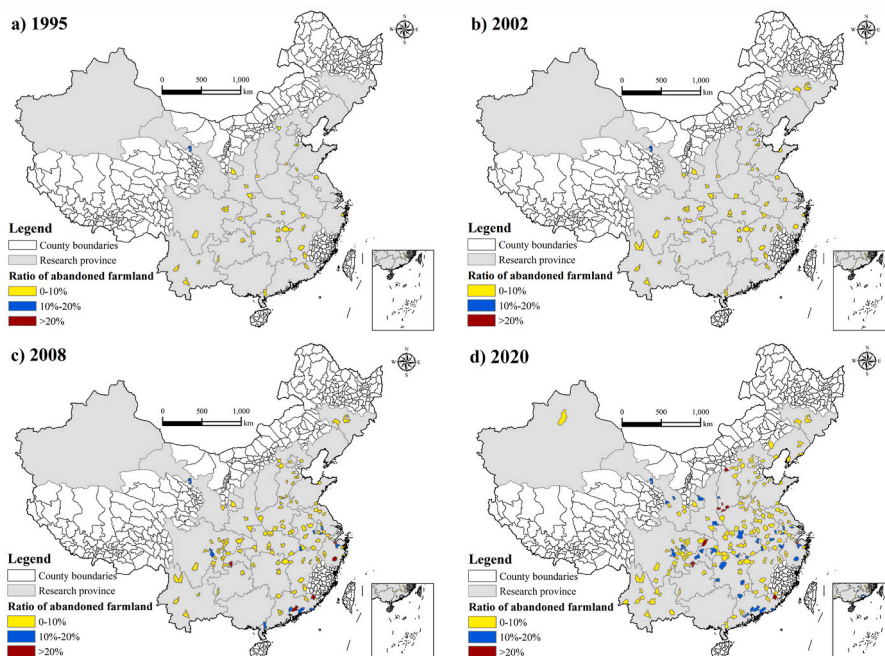 a) 1995
N
W E
S
0 500 1,000
km
Legend
County boundaries
Research province
Ratio of abandoned farmland
0-10%
10%-20%
>20%
b) 2002
N
W E
S
0 500 1,000
km
Legend
County boundaries
Research province
Ratio of abandoned farmland
0-10%
10%-20%
>20%
c) 2008
N
W E
S
0 500 1,000
km
Legend
County boundaries
Research province
Ratio of abandoned farmland
0-10%
10%-20%
>20%
d) 2020
N
W E
S
0 500 1,000
km
Legend
County boundaries
Research province
Ratio of abandoned farmland
0-10%
10%-20%
>20%